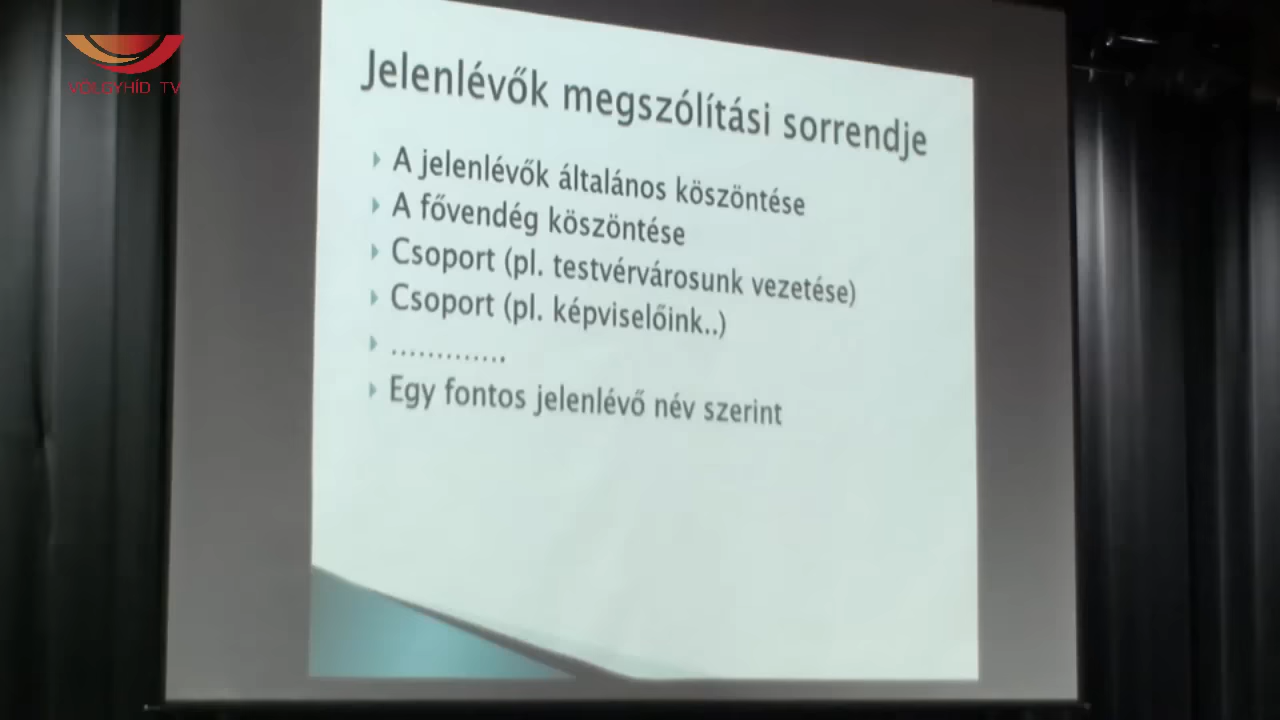 VÖLGYHÍD TV
Jelenlévők megszólítási sorrendje
A jelenlévők általános köszöntése
A fővendég köszöntése
Csoport (pl. testvérvárosunk vezetése)
Csoport (pl. képviselőink..)
.............
Egy fontos jelenlévő név szerint